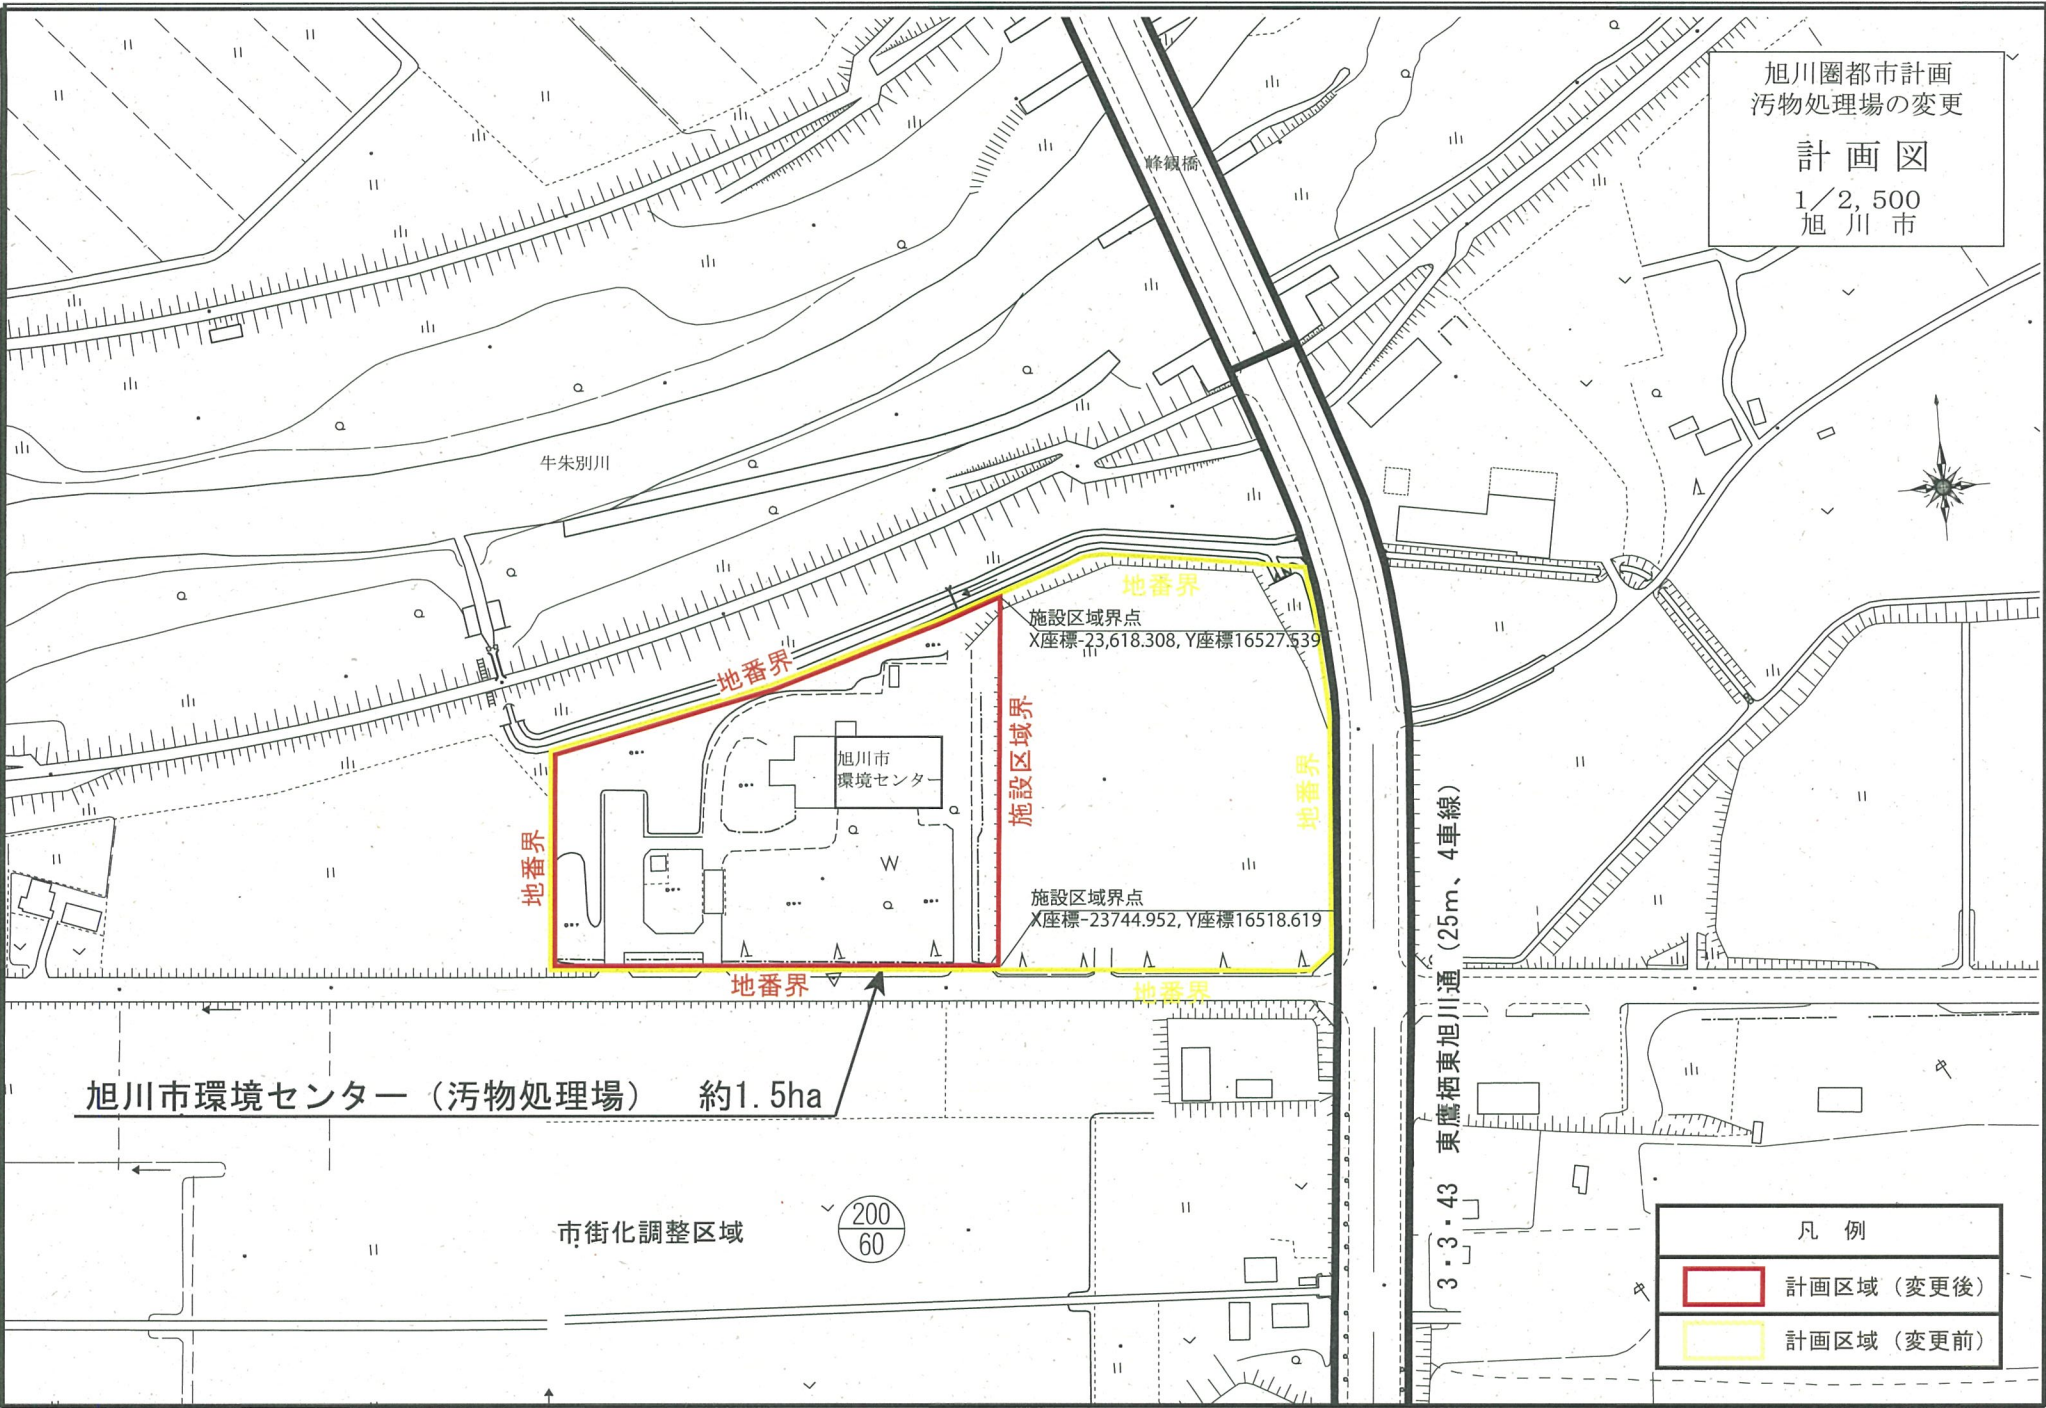 旭川圏都市計画
汚物処理場の変更
計画図
1／2,500
旭川市
峰観橋
牛朱別川
地番界
施設区域界点
X座標-23,618.308, Y座標16527.539
地番界
施設区域界
地番界
旭川市
環境センター
地番界
施設区域界点
X座標-23744.952, Y座標16518.619
地番界
地番界
3・3・43 東鷹栖東旭川通（25m、4車線）
旭川市環境センター（汚物処理場） 約1.5ha
市街化調整区域
200
60
凡例
計画区域（変更後）
計画区域（変更前）